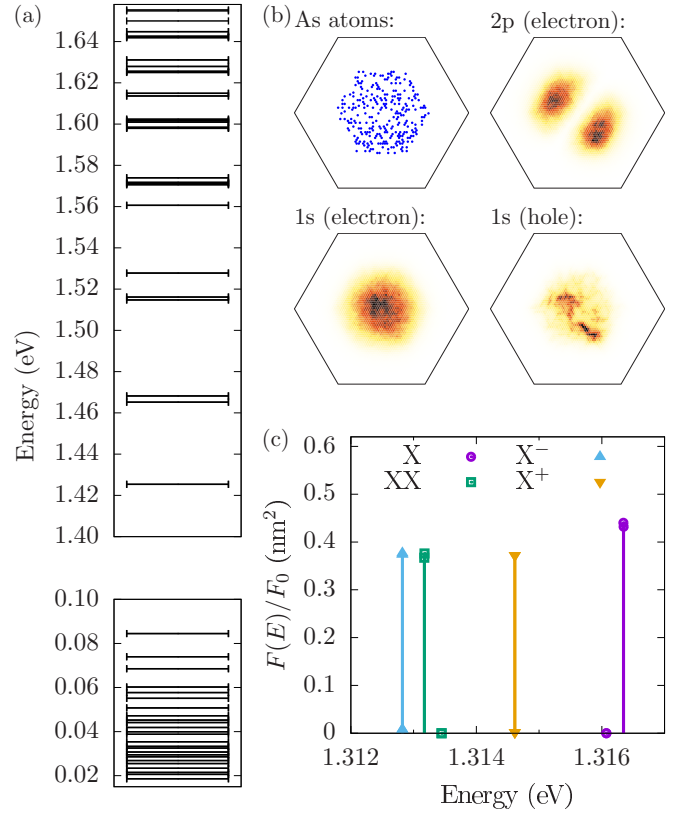 (a)
Energy (eV)
1.64
1.62
1.60
1.58
1.56
1.54
1.52
1.50
1.48
1.46
1.44
1.42
1.40
0.10
0.08
0.06
0.04
0.02
(b)
As atoms:
2p (electron):
1s (electron):
1s (hole):
(c)
X
X⁻
XX
X⁺
F(E)/F₀ (nm²)
0.6
0.5
0.4
0.3
0.2
0.1
0
1.312
1.314
1.316
Energy (eV)